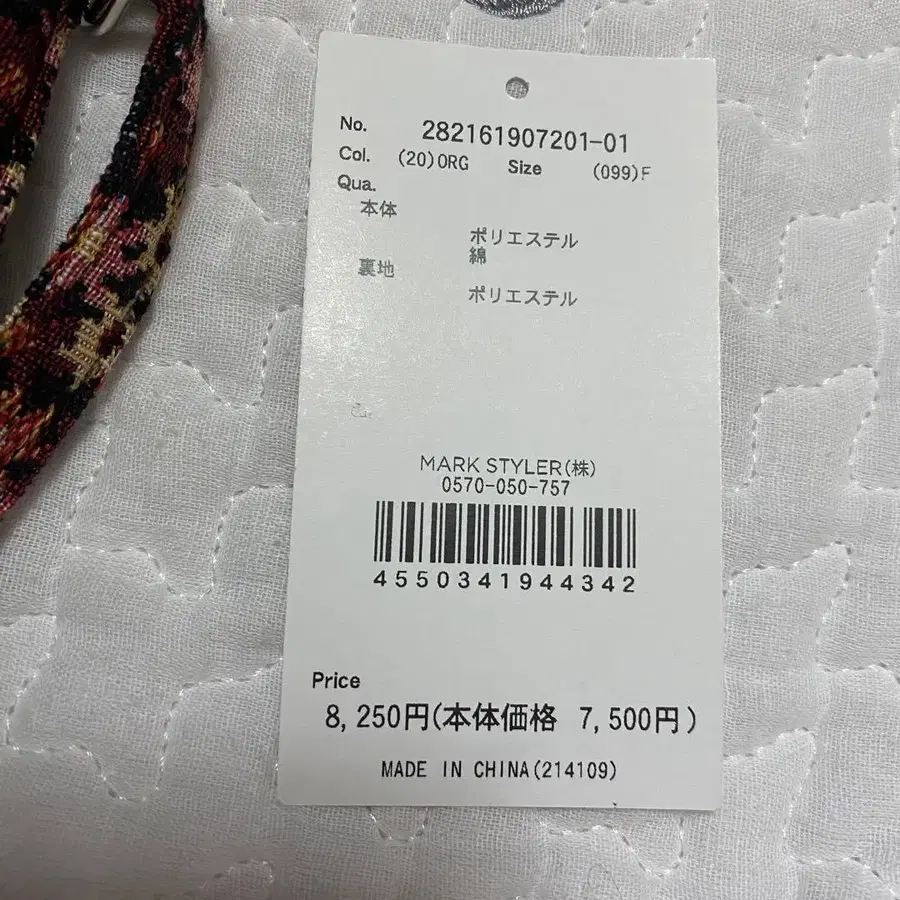 No. 282161907201-01
Col. (20)ORG Size (099)F
Qua.
本体
ポリエステル
綿
裏地
ポリエステル
MARK STYLER(株)
0570-050-757
4550341944342
Price
8,250円(本体価格 7,500円)
MADE IN CHINA(214109)